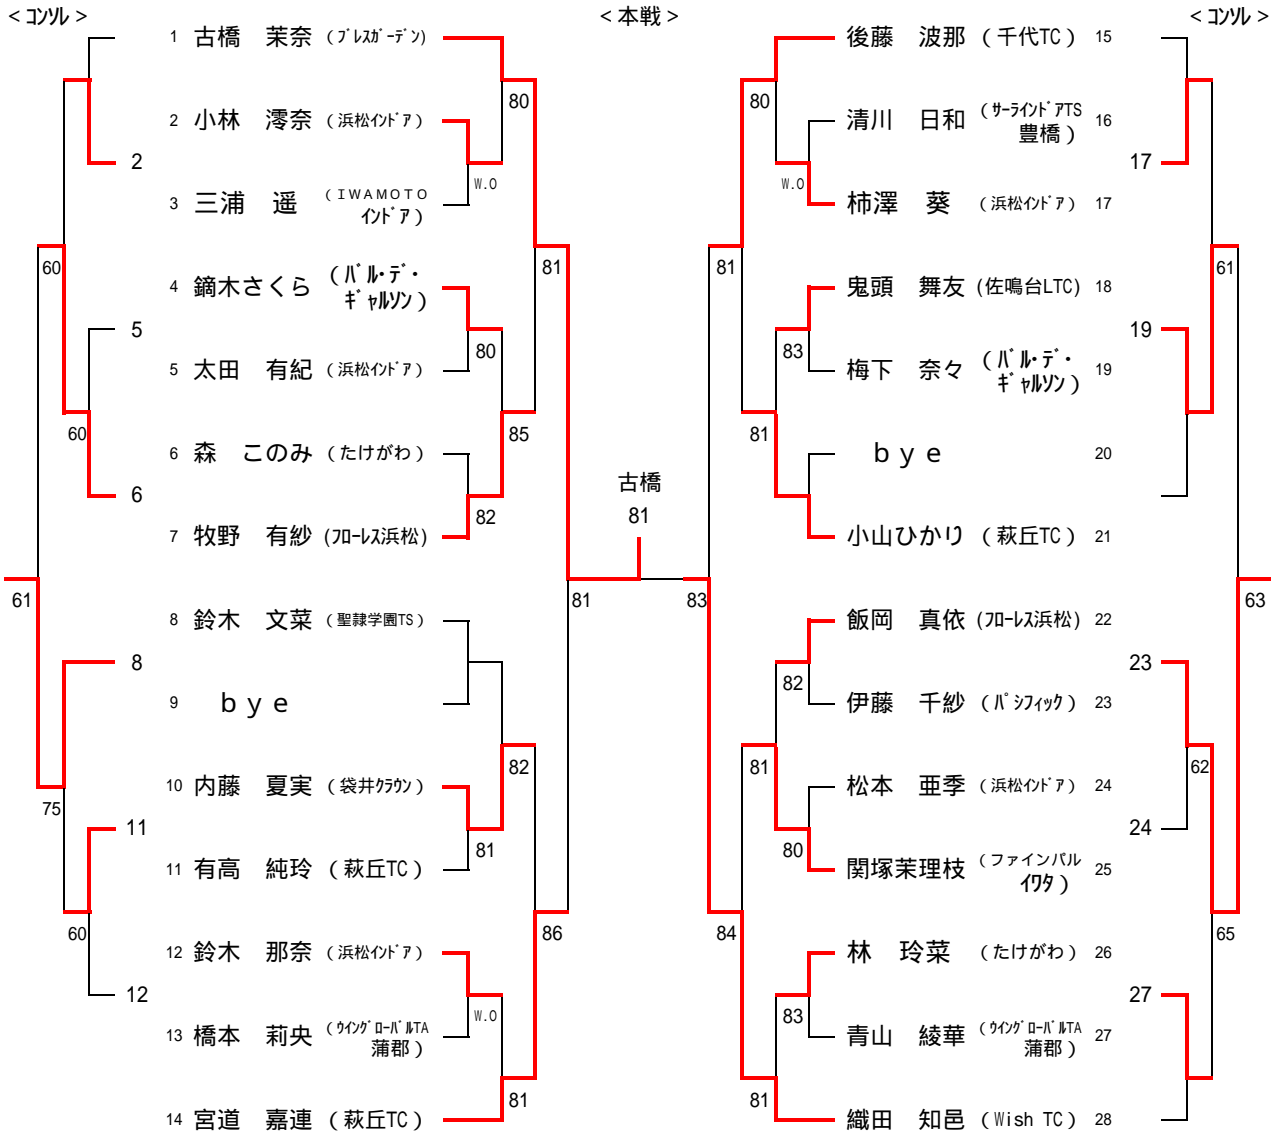 <コンソル>
<本戦>
<コンソル>
1 古橋 茉奈 (ブレスガーデン)
2 小林 澪奈 (浜松インドア)
3 三浦 遥 (IWAMOTO
インドア)
4 鏑木さくら (パル・デ・
ギャルソン)
5 太田 有紀 (浜松インドア)
6 森 このみ (たけがわ)
7 牧野 有紗 (フローレス浜松)
8 鈴木 文菜 (聖隷学園TS)
9 bye
10 内藤 夏実 (袋井クラウン)
11 有高 純玲 (萩丘TC)
12 鈴木 那奈 (浜松インドア)
13 橋本 莉央 (ウイングローバルTA
蒲郡)
14 宮道 嘉連 (萩丘TC)
後藤 波那 (千代TC) 15
清川 日和 (サーラインドアTS
豊橋) 16
柿澤 葵 (浜松インドア) 17
鬼頭 舞友 (佐鳴台LTC) 18
梅下 奈々 (パル・デ・
ギャルソン) 19
bye 20
小山ひかり (萩丘TC) 21
飯岡 真依 (フローレス浜松) 22
伊藤 千紗 (パシフィック) 23
松本 亜季 (浜松インドア) 24
関塚茉理枝 (ファインパル
イワタ) 25
林 玲菜 (たけがわ) 26
青山 綾華 (ウイングローバルTA
蒲郡) 27
織田 知邑 (Wish TC) 28
2
5
6
8
11
12
60
60
61
75
60
80
W.O
81
80
85
82
81
82
81
86
W.O
81
古橋
81
83
80
W.O
81
83
81
82
81
80
84
83
81
17
19
23
24
27
61
63
62
65